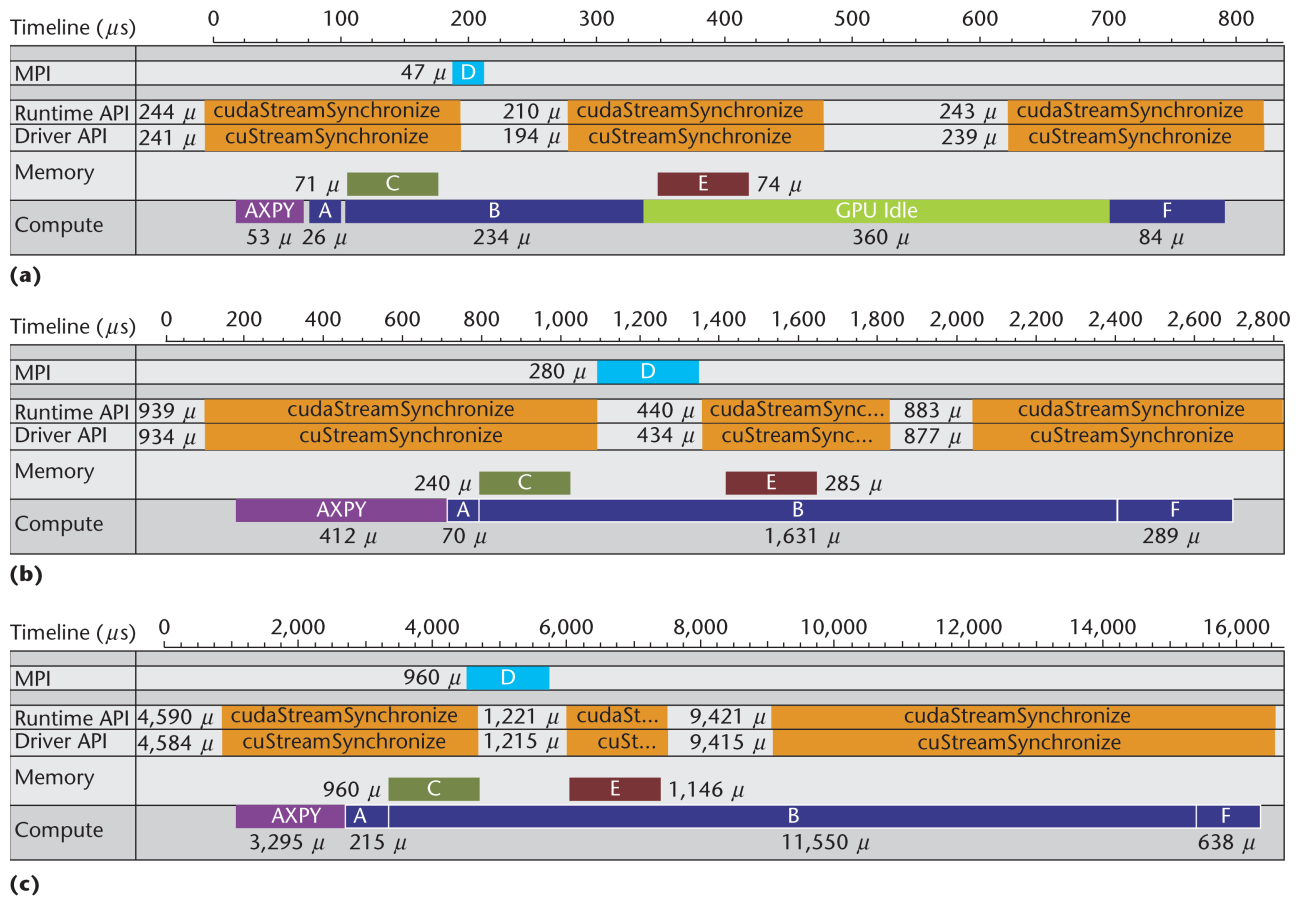 Timeline (μs) 0 100 200 300 400 500 600 700 800
MPI 47 μ D
Runtime API 244 μ cudaStreamSynchronize 210 μ cudaStreamSynchronize 243 μ cudaStreamSynchronize
Driver API 241 μ cuStreamSynchronize 194 μ cuStreamSynchronize 239 μ cuStreamSynchronize
Memory 71 μ C E 74 μ
Compute AXPY A B GPU Idle F
53 μ 26 μ 234 μ 360 μ 84 μ
(a)
Timeline (μs) 0 200 400 600 800 1,000 1,200 1,400 1,600 1,800 2,000 2,200 2,400 2,600 2,800
MPI 280 μ D
Runtime API 939 μ cudaStreamSynchronize 440 μ cudaStreamSync... 883 μ cudaStreamSynchronize
Driver API 934 μ cuStreamSynchronize 434 μ cuStreamSync... 877 μ cuStreamSynchronize
Memory 240 μ C E 285 μ
Compute AXPY A B F
412 μ 70 μ 1,631 μ 289 μ
(b)
Timeline (μs) 0 2,000 4,000 6,000 8,000 10,000 12,000 14,000 16,000
MPI 960 μ D
Runtime API 4,590 μ cudaStreamSynchronize 1,221 μ cudaSt... 9,421 μ cudaStreamSynchronize
Driver API 4,584 μ cuStreamSynchronize 1,215 μ cuSt... 9,415 μ cuStreamSynchronize
Memory 960 μ C E 1,146 μ
Compute AXPY A B F
3,295 μ 215 μ 11,550 μ 638 μ
(c)